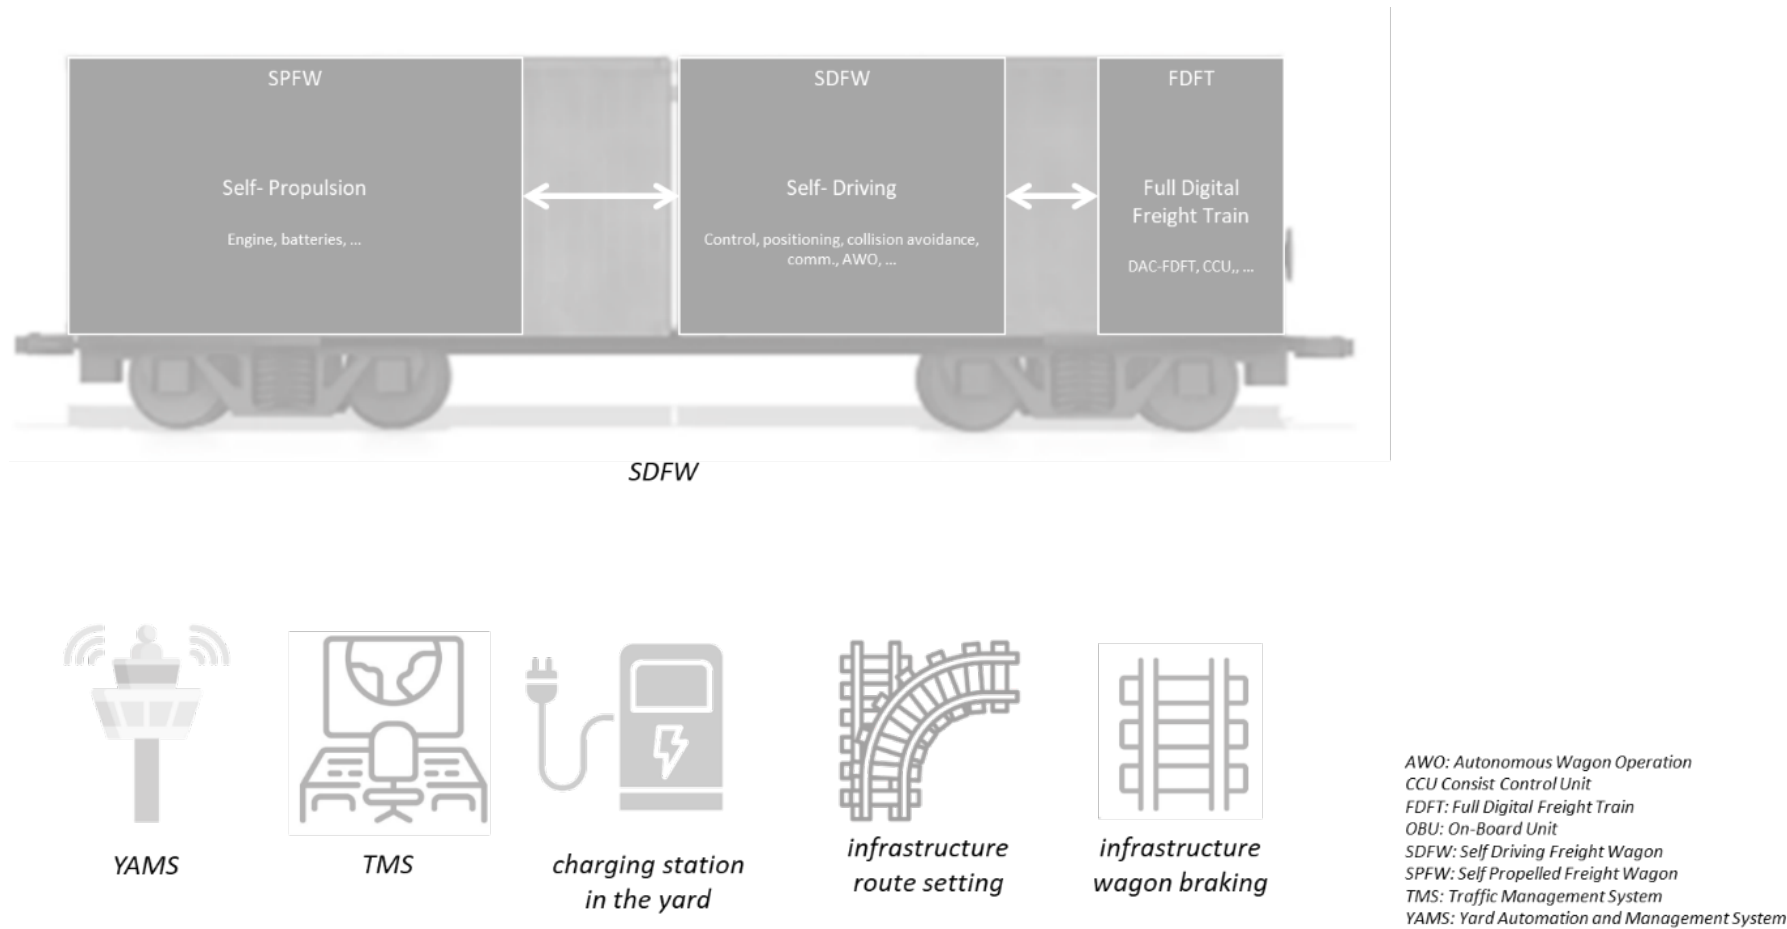 SPFW
Self- Propulsion
Engine, batteries, ...
SDFW
Self- Driving
Control, positioning, collision avoidance,
comm., AWO, ...
FDFT
Full Digital
Freight Train
DAC-FDFT, CCU,, ...
SDFW
YAMS
TMS
charging station
in the yard
infrastructure
route setting
infrastructure
wagon braking
AWO: Autonomous Wagon Operation
CCU Consist Control Unit
FDFT: Full Digital Freight Train
OBU: On-Board Unit
SDFW: Self Driving Freight Wagon
SPFW: Self Propelled Freight Wagon
TMS: Traffic Management System
YAMS: Yard Automation and Management System